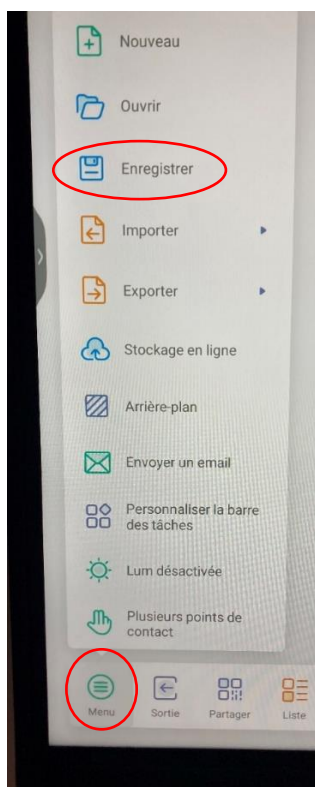 Nouveau
Ouvrir
Enregistrer
Importer
Exporter
Stockage en ligne
Arrière-plan
Envoyer un email
Personnaliser la barre
des tâches
Lum désactivée
Plusieurs points de
contact
Menu
Sortie
Partager
Liste